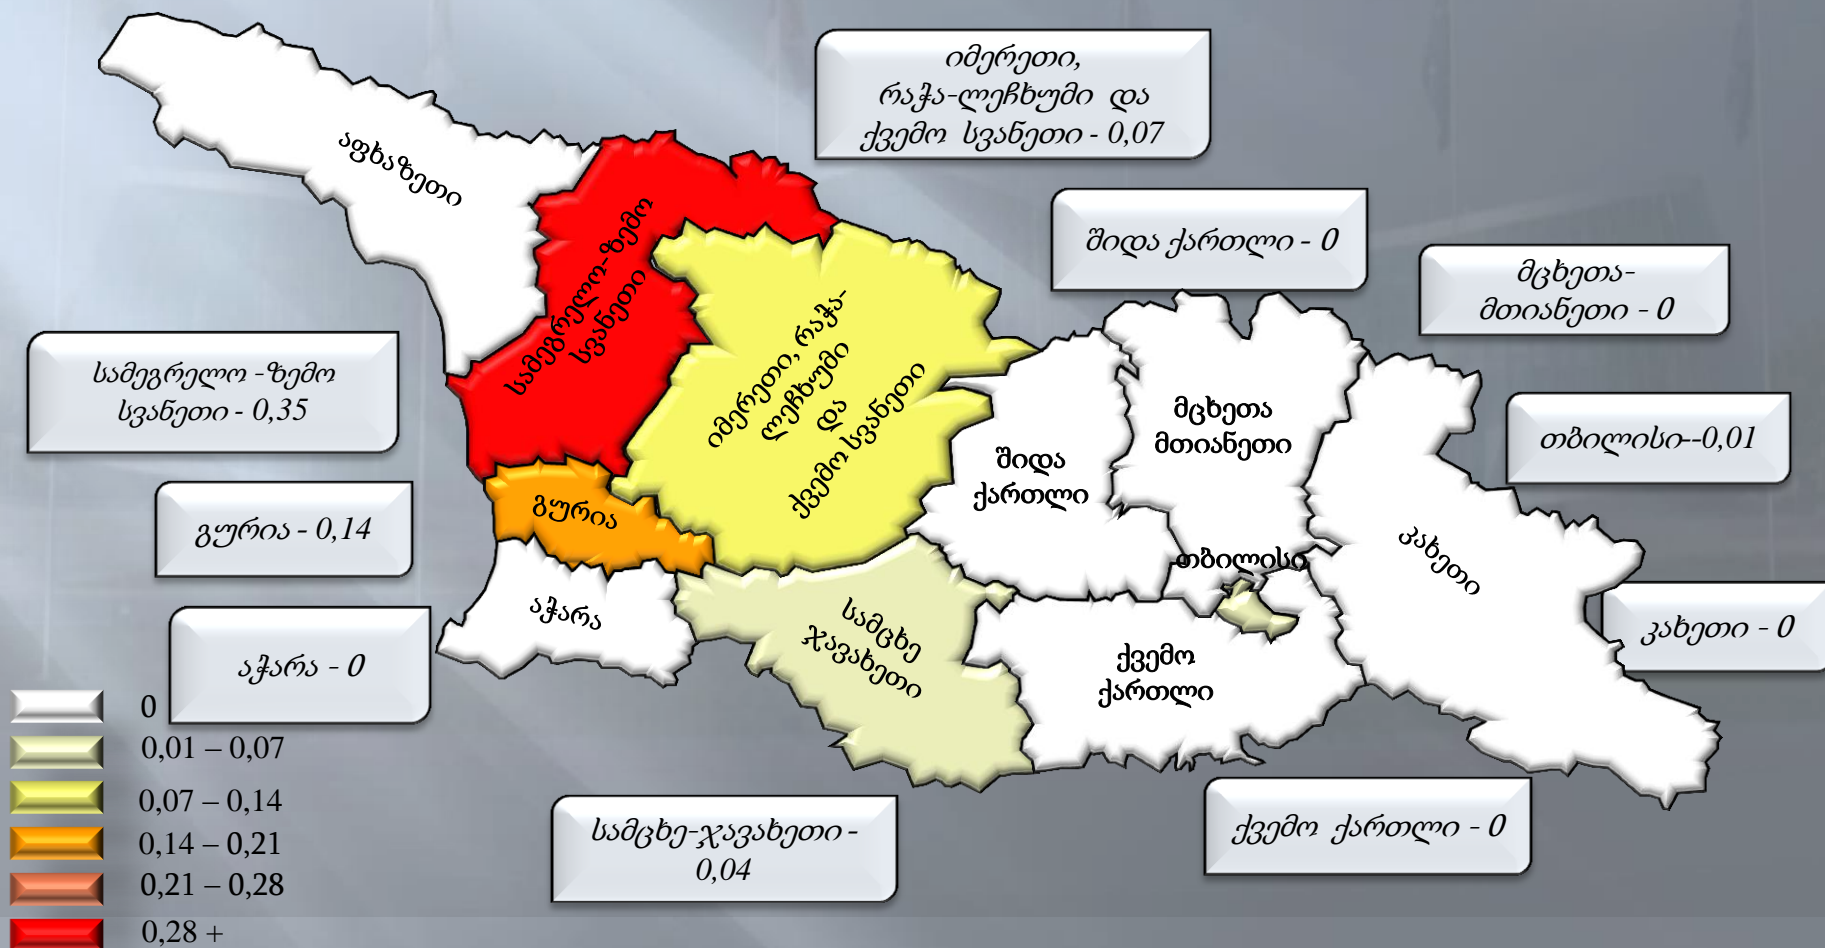 იმერეთი,
რაჭა-ლეჩხუმი და
ქვემო სვანეთი - 0,07
აფხაზეთი
შიდა ქართლი - 0
მცხეთა-
მთიანეთი - 0
სამეგრელო-ზემო
სვანეთი
სამეგრელო -ზემო
სვანეთი - 0,35
იმერეთი, რაჭა-
ლეჩხუმი
და
ქვემო სვანეთი
მცხეთა
მთიანეთი
თბილისი--0,01
შიდა
ქართლი
გურია
გურია - 0,14
თბილისი
კახეთი
აჭარა
სამცხე
ჯავახეთი
კახეთი - 0
აჭარა - 0
ქვემო
ქართლი
0
0,01 – 0,07
0,07 – 0,14
0,14 – 0,21
0,21 – 0,28
0,28 +
სამცხე-ჯავახეთი -
0,04
ქვემო ქართლი - 0